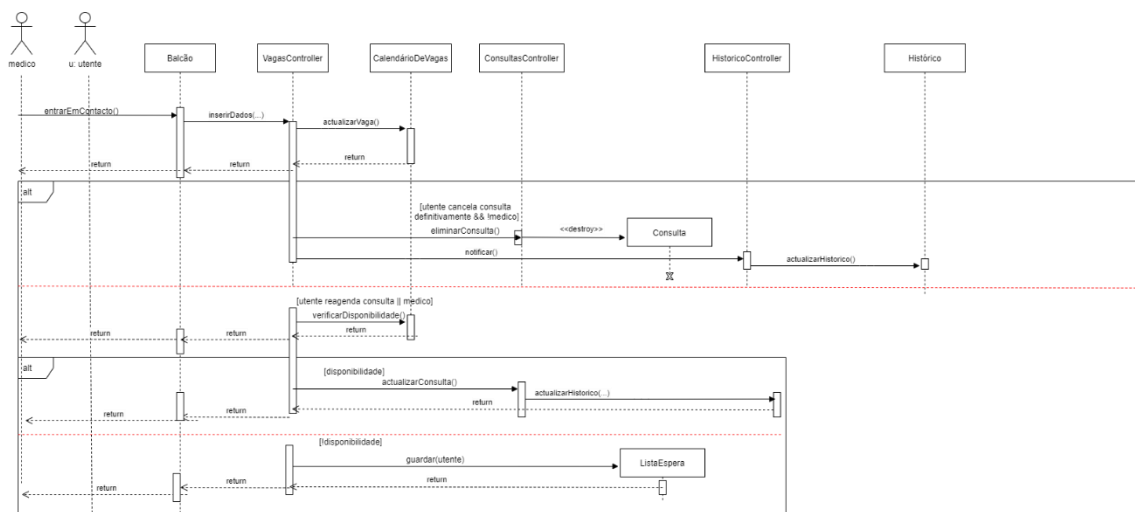 medico
u: utente
Balcão
VagasController
CalendárioDeVagas
ConsultasController
HistoricoController
Histórico
entrarEmContacto()
inserirDados(...)
actualizarVaga()
return
return
return
alt
[utente cancela consulta
definitivamente && !medico]
eliminarConsulta()
<<destroy>>
Consulta
notificar()
actualizarHistorico()
[utente reagenda consulta || medico]
verificarDisponibilidade()
return
return
return
alt
[disponibilidade]
actualizarConsulta()
actualizarHistorico(...)
return
return
return
[!disponibilidade]
guardar(utente)
ListaEspera
return
return
return